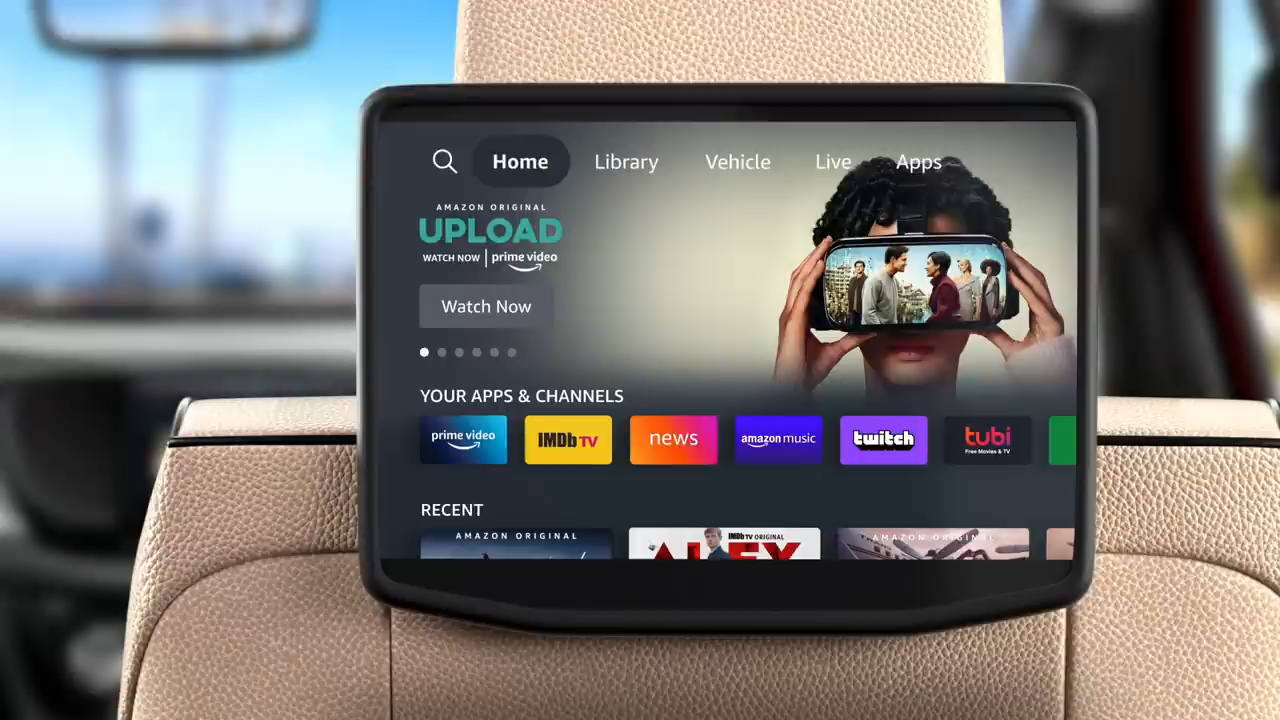 Home Library Vehicle Live Apps
AMAZON ORIGINAL
UPLOAD
WATCH NOW | prime video
Watch Now
YOUR APPS & CHANNELS
prime video IMDb TV news amazon music twitch tubi
Free Movies & TV
RECENT
AMAZON ORIGINAL IMDb TV ORIGINAL AMAZON ORIGINAL
ALEX